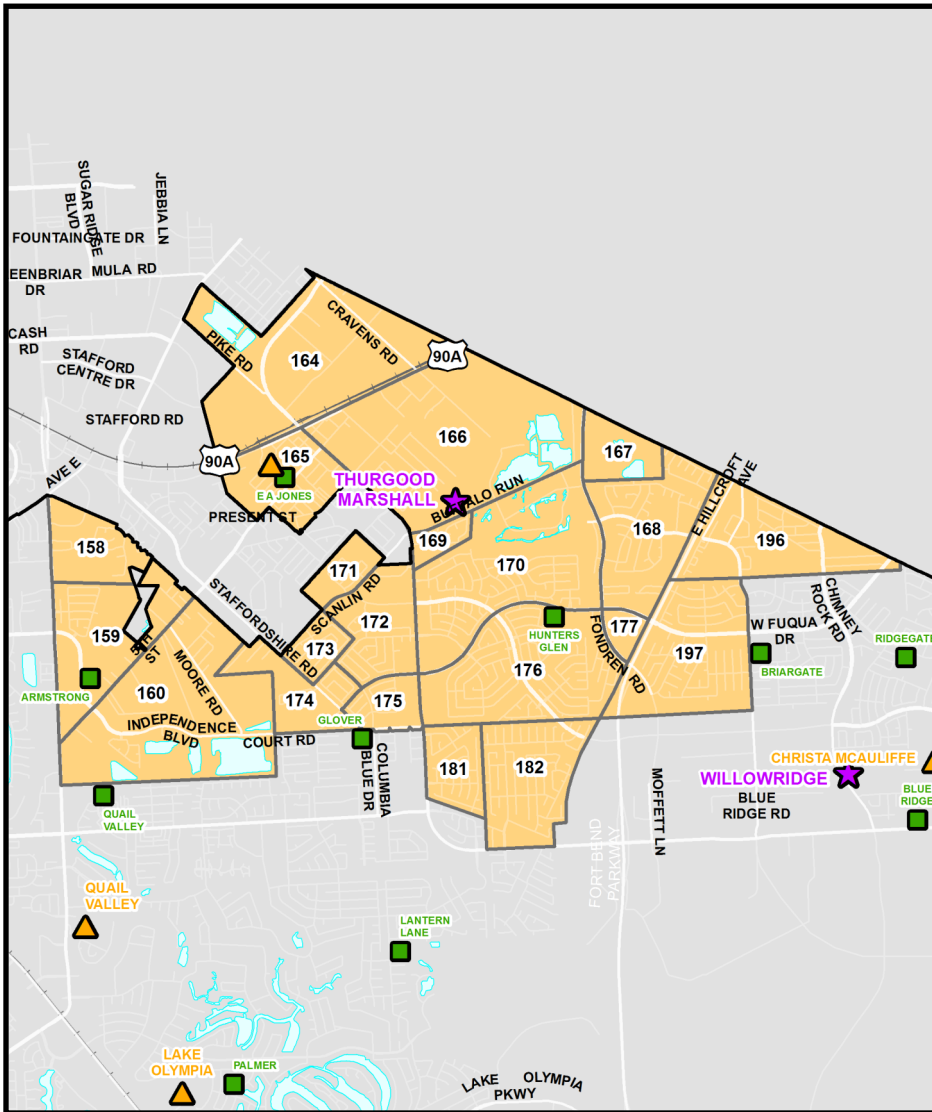 SUGAR RIDGE
BLVD
JEBBIA LN
FOUNTAINGATE DR
EENBRIAR
DR
MULA RD
CASH
RD
STAFFORD
CENTRE DR
STAFFORD RD
PIKE RD
CRAVENS RD
164
90A
166
90A
165
E A JONES
PRESENT ST
AVE E
THURGOOD
MARSHALL
BUFFALO RUN
167
E HILLCROFT
AVE
168
196
158
169
170
171
SCANLIN RD
172
STAFFORDSHIRE RD
159
5TH
ST
MOORE RD
160
173
HUNTERS
GLEN
FONDREN RD
177
W FUQUA
DR
CHIMNEY
ROCK RD
RIDGEGATE
BRIARGATE
197
176
ARMSTRONG
174
175
INDEPENDENCE
BLVD
GLOVER
COURT RD
COLUMBIA
BLUE DR
181
182
MOFFETT LN
CHRISTA MCAULIFFE
WILLOWRIDGE
BLUE
RIDGE RD
BLUE
RIDGE
QUAIL
VALLEY
FORT BEND
PARKWAY
QUAIL
VALLEY
LANTERN
LANE
LAKE
OLYMPIA
PALMER
LAKE OLYMPIA
PKWY